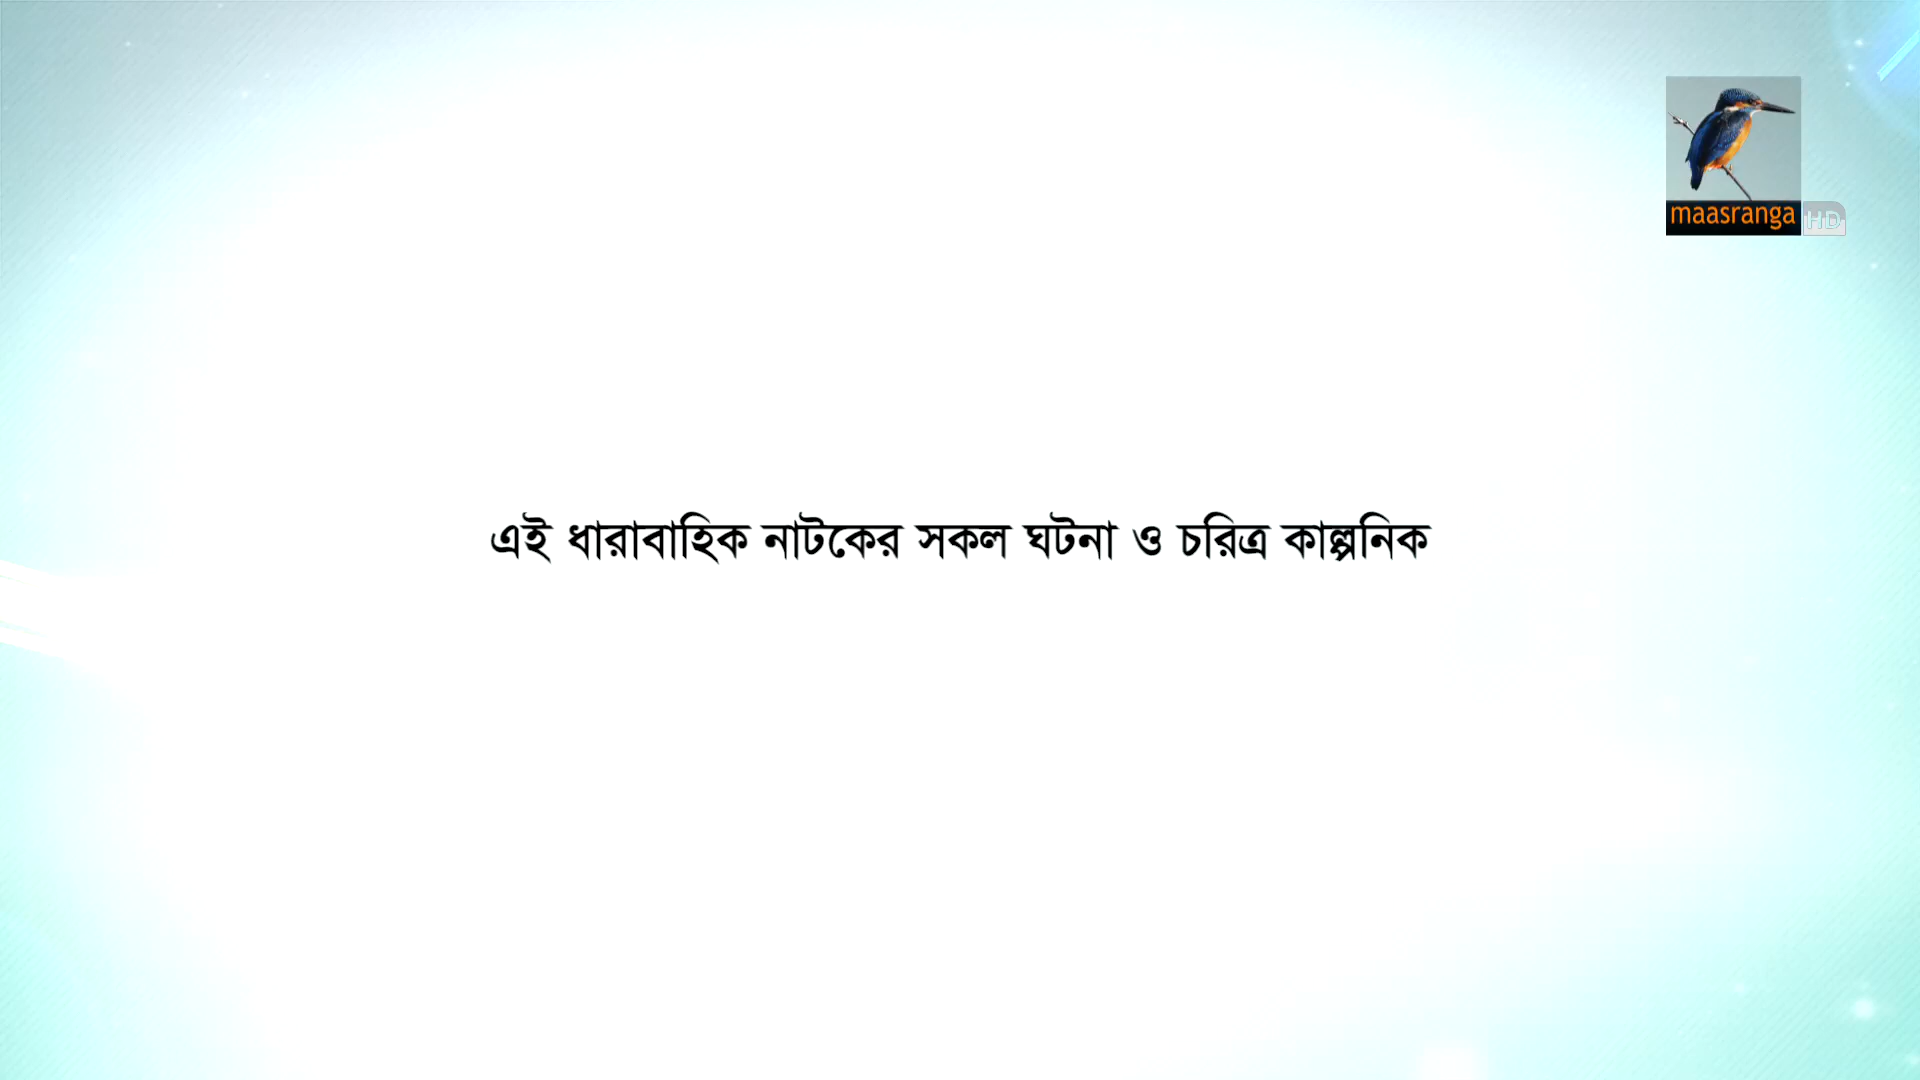 maasranga HD
এই ধারাবাহিক নাটকের সকল ঘটনা ও চরিত্র কাল্পনিক